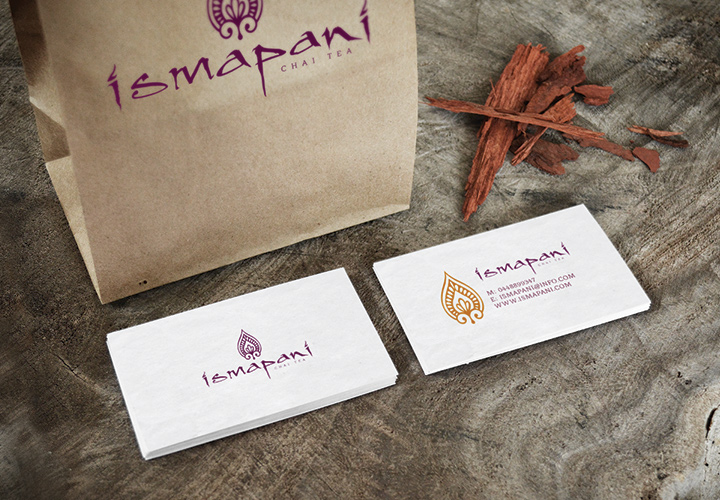 ismapani
CHAI TEA
ismapani
CHAI TEA
ismapani
CHAI TEA
M: 0448899347
E: ISMAPANI@INFO.COM
WWW.ISMAPANI.COM